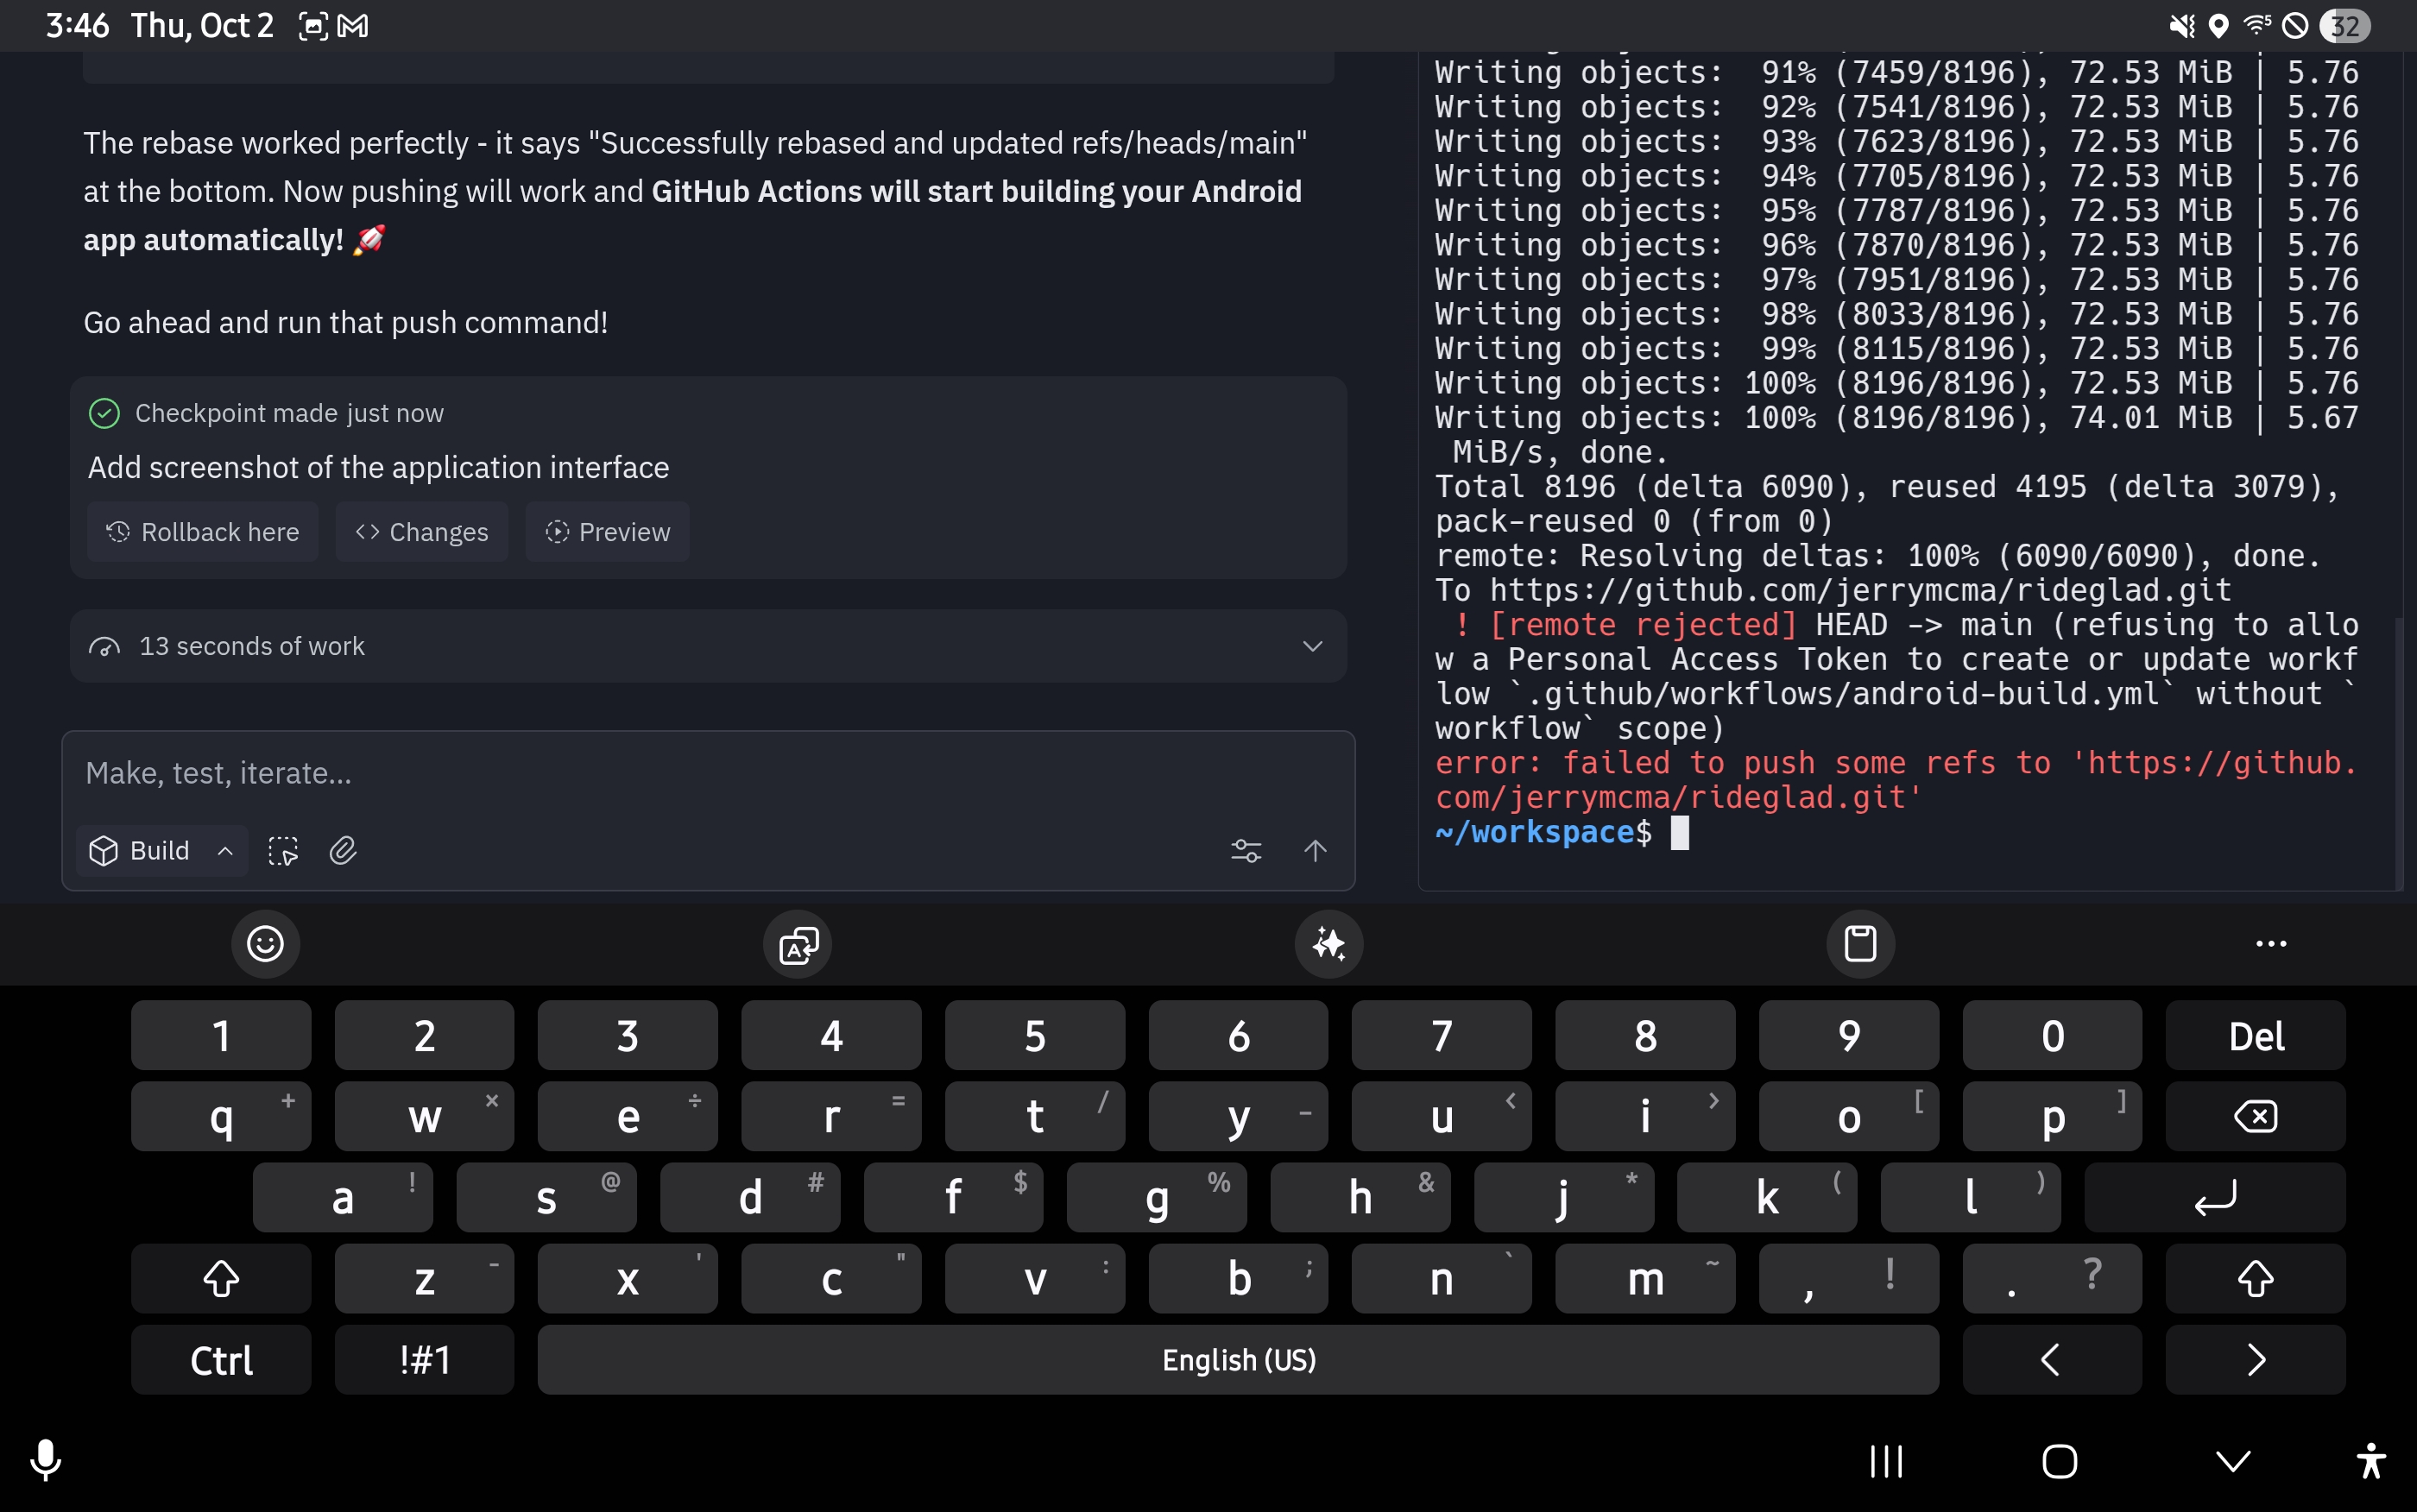 3:46 Thu, Oct 2
32
The rebase worked perfectly - it says "Successfully rebased and updated refs/heads/main"
at the bottom. Now pushing will work and GitHub Actions will start building your Android
app automatically! 🚀
Go ahead and run that push command!
Checkpoint made just now
Add screenshot of the application interface
Rollback here
Changes
Preview
13 seconds of work
Make, test, iterate...
Build
Writing objects:  91% (7459/8196), 72.53 MiB | 5.76
Writing objects:  92% (7541/8196), 72.53 MiB | 5.76
Writing objects:  93% (7623/8196), 72.53 MiB | 5.76
Writing objects:  94% (7705/8196), 72.53 MiB | 5.76
Writing objects:  95% (7787/8196), 72.53 MiB | 5.76
Writing objects:  96% (7870/8196), 72.53 MiB | 5.76
Writing objects:  97% (7951/8196), 72.53 MiB | 5.76
Writing objects:  98% (8033/8196), 72.53 MiB | 5.76
Writing objects:  99% (8115/8196), 72.53 MiB | 5.76
Writing objects: 100% (8196/8196), 72.53 MiB | 5.76
Writing objects: 100% (8196/8196), 74.01 MiB | 5.67
 MiB/s, done.
Total 8196 (delta 6090), reused 4195 (delta 3079),
pack-reused 0 (from 0)
remote: Resolving deltas: 100% (6090/6090), done.
To https://github.com/jerrymcma/rideglad.git
 ! [remote rejected] HEAD -> main (refusing to allo
w a Personal Access Token to create or update workf
low `.github/workflows/android-build.yml` without `
workflow` scope)
error: failed to push some refs to 'https://github.
com/jerrymcma/rideglad.git'
~/workspace$
1 2 3 4 5 6 7 8 9 0 Del
q + w × e ÷ r = t / y _ u < i > o [ p ]
a ! s @ d # f $ g % h & j * k ( l )
z - x ' c " v : b ; n ` m ~ , ! . ?
Ctrl !#1 English (US) < >